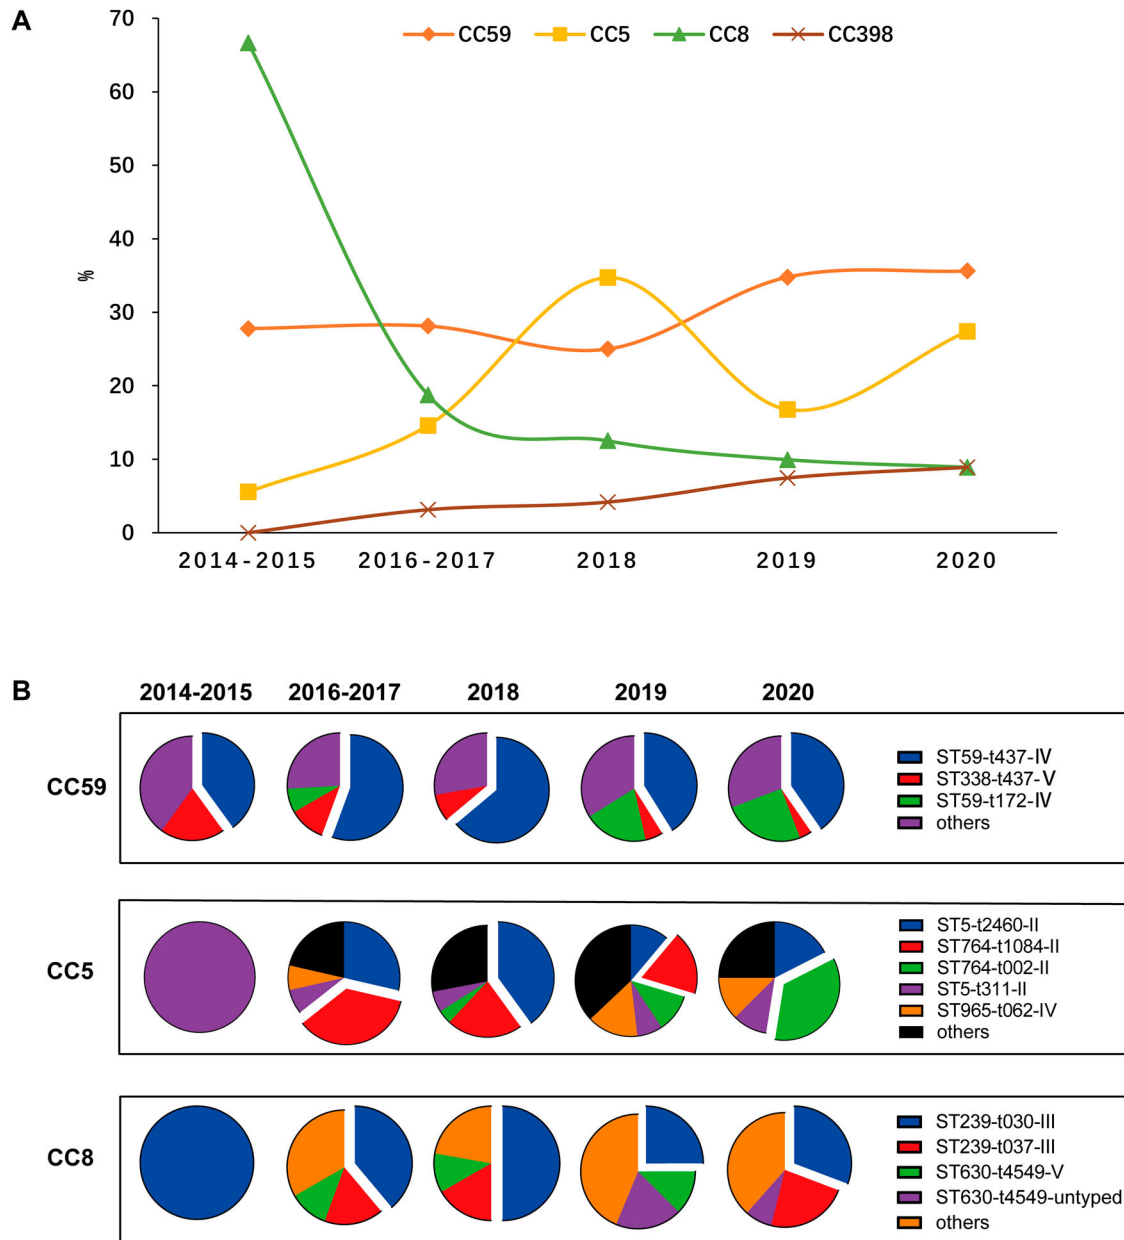 A
CC59 CC5 CC8 CC398
70
60
50
40
30
20
10
0
%
2014-2015 2016-2017 2018 2019 2020
B
2014-2015 2016-2017 2018 2019 2020
CC59
ST59-t437-IV
ST338-t437-V
ST59-t172-IV
others
CC5
ST5-t2460-II
ST764-t1084-II
ST764-t002-II
ST5-t311-II
ST965-t062-IV
others
CC8
ST239-t030-III
ST239-t037-III
ST630-t4549-V
ST630-t4549-untyped
others